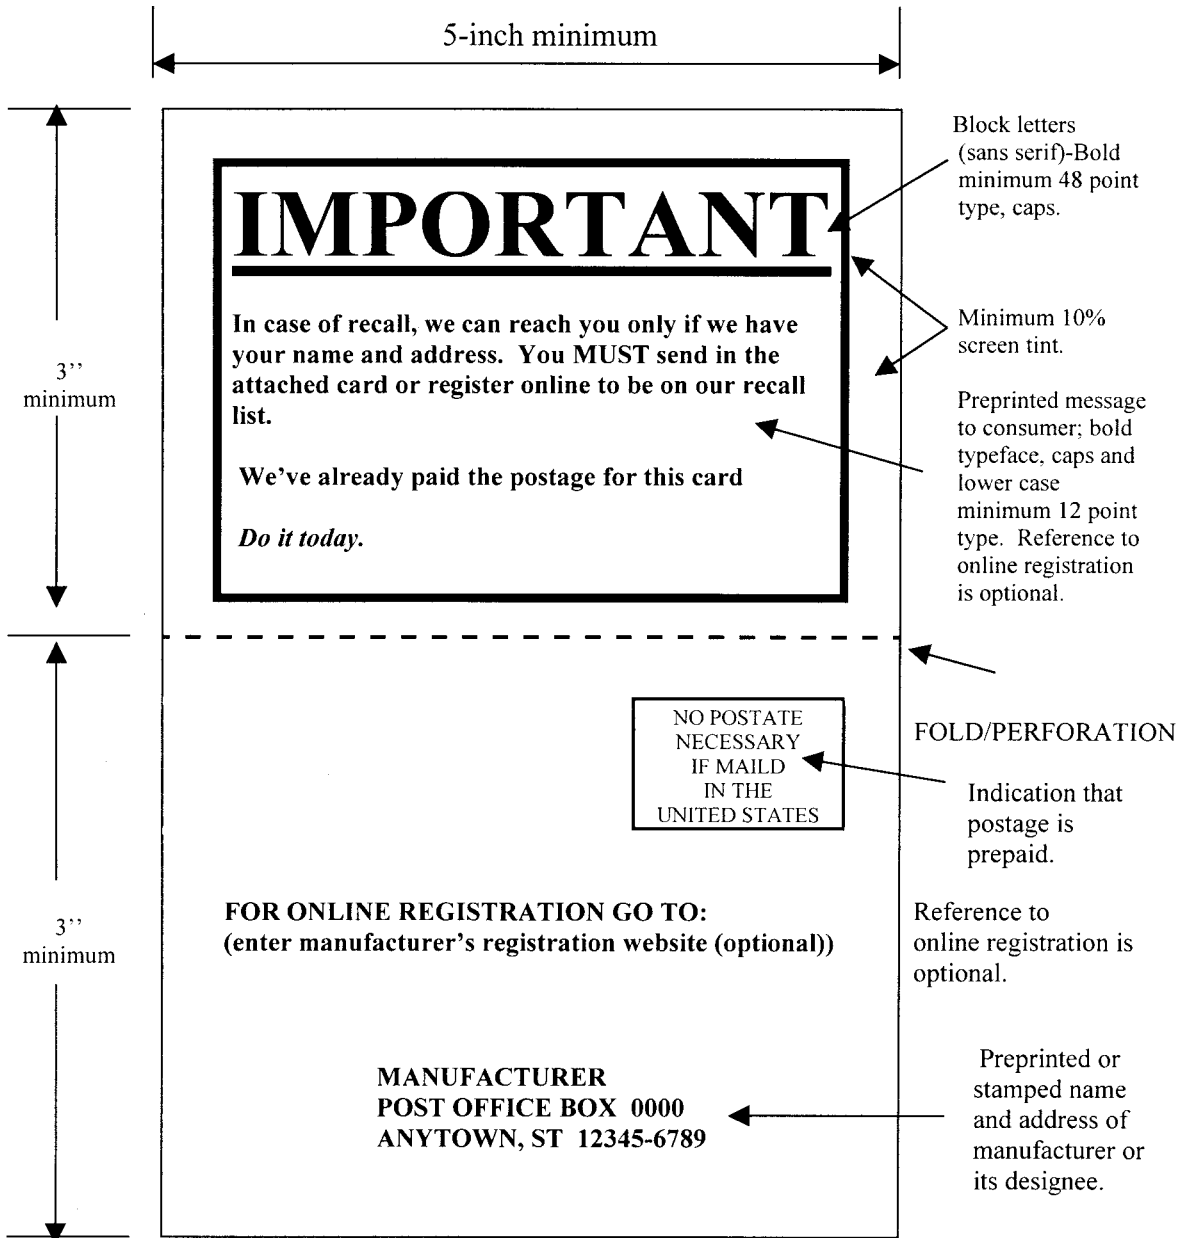 5-inch minimum
Block letters
(sans serif)-Bold
minimum 48 point
type, caps.
IMPORTANT
In case of recall, we can reach you only if we have
your name and address.  You MUST send in the
attached card or register online to be on our recall
list.
We've already paid the postage for this card
Do it today.
3’’
minimum
Minimum 10%
screen tint.
Preprinted message
to consumer; bold
typeface, caps and
lower case
minimum 12 point
type.  Reference to
online registration
is optional.
FOLD/PERFORATION
NO POSTATE
NECESSARY
IF MAILD
IN THE
UNITED STATES
Indication that
postage is
prepaid.
FOR ONLINE REGISTRATION GO TO:
(enter manufacturer's registration website (optional))
3’’
minimum
Reference to
online registration is
optional.
MANUFACTURER
POST OFFICE BOX  0000
ANYTOWN, ST  12345-6789
Preprinted or
stamped name
and address of
manufacturer or
its designee.